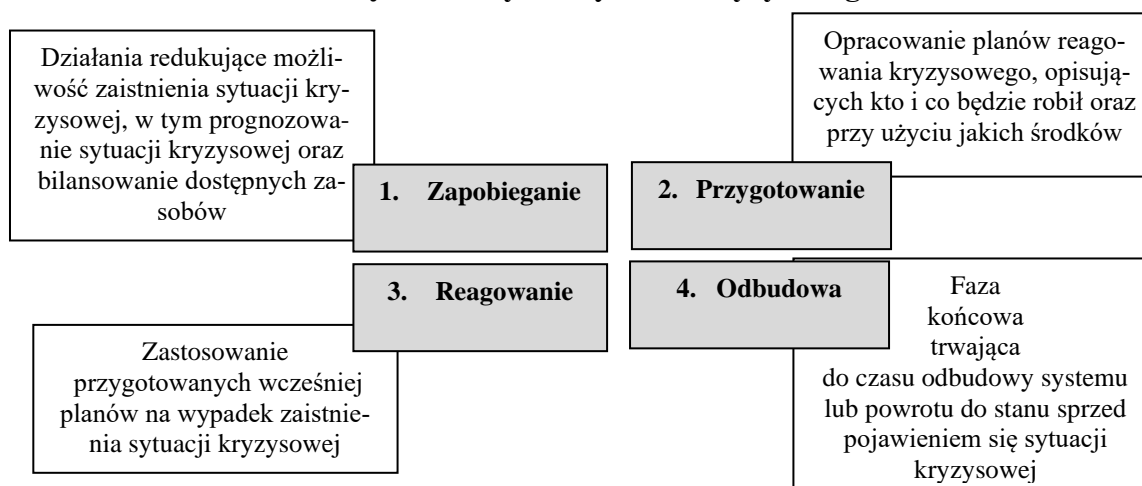 Działania redukujące możli-
wość zaistnienia sytuacji kry-
zysowej, w tym prognozowa-
nie sytuacji kryzysowej oraz
bilansowanie dostępnych za-
sobów
Opracowanie planów reago-
wania kryzysowego, opisują-
cych kto i co będzie robił oraz
przy użyciu jakich środków
1. Zapobieganie
2. Przygotowanie
3. Reagowanie
4. Odbudowa
Zastosowanie
przygotowanych wcześniej
planów na wypadek zaistnie-
nia sytuacji kryzysowej
Faza
końcowa
trwająca
do czasu odbudowy systemu
lub powrotu do stanu sprzed
pojawieniem się sytuacji
kryzysowej